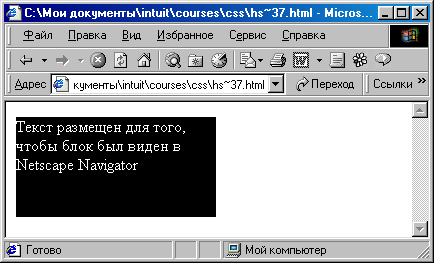 C:\Мои документы\intuit\courses\css\hs~37.html - Micros...
Файл Правка Вид Избранное Сервис Справка
Адрес кументы\intuit\courses\css\hs~37.html Переход Ссылки »
Текст размещен для того,
чтобы блок был виден в
Netscape Navigator
Готово Мой компьютер